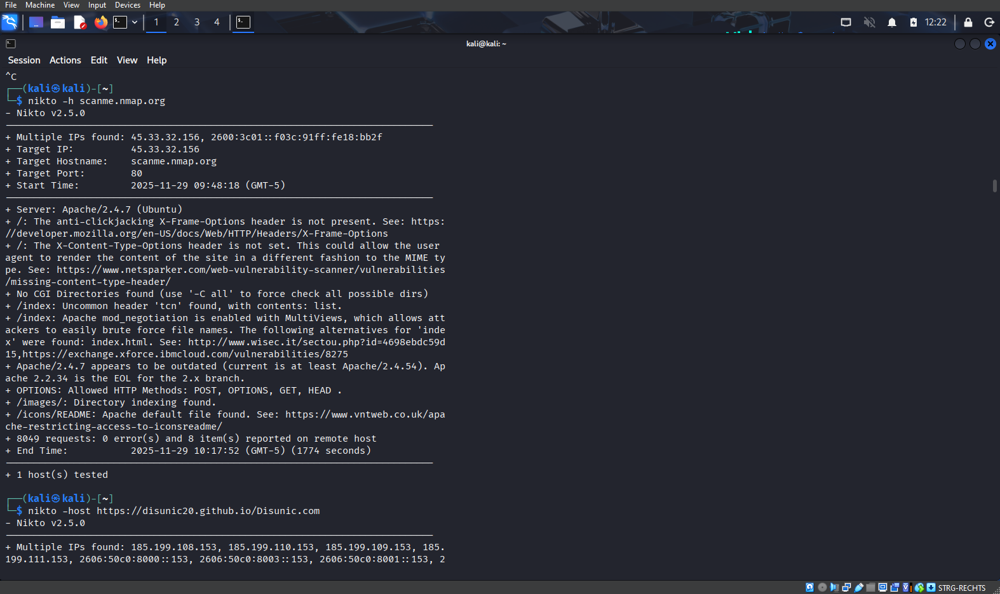 File Machine View Input Devices Help
1 2 3 4 12:22
kali@kali: ~
Session Actions Edit View Help
^C
(kali㉿kali)-[~]
$ nikto -h scanme.nmap.org
- Nikto v2.5.0
+ Multiple IPs found: 45.33.32.156, 2600:3c01::f03c:91ff:fe18:bb2f
+ Target IP:          45.33.32.156
+ Target Hostname:    scanme.nmap.org
+ Target Port:        80
+ Start Time:         2025-11-29 09:48:18 (GMT-5)
+ Server: Apache/2.4.7 (Ubuntu)
+ /: The anti-clickjacking X-Frame-Options header is not present. See: https:
//developer.mozilla.org/en-US/docs/Web/HTTP/Headers/X-Frame-Options
+ /: The X-Content-Type-Options header is not set. This could allow the user
agent to render the content of the site in a different fashion to the MIME ty
pe. See: https://www.netsparker.com/web-vulnerability-scanner/vulnerabilities
/missing-content-type-header/
+ No CGI Directories found (use '-C all' to force check all possible dirs)
+ /index: Uncommon header 'tcn' found, with contents: list.
+ /index: Apache mod_negotiation is enabled with MultiViews, which allows att
ackers to easily brute force file names. The following alternatives for 'inde
x' were found: index.html. See: http://www.wisec.it/sectou.php?id=4698ebdc59d
15,https://exchange.xforce.ibmcloud.com/vulnerabilities/8275
+ Apache/2.4.7 appears to be outdated (current is at least Apache/2.4.54). Ap
ache 2.2.34 is the EOL for the 2.x branch.
+ OPTIONS: Allowed HTTP Methods: POST, OPTIONS, GET, HEAD .
+ /images/: Directory indexing found.
+ /icons/README: Apache default file found. See: https://www.vntweb.co.uk/apa
che-restricting-access-to-iconsreadme/
+ 8049 requests: 0 error(s) and 8 item(s) reported on remote host
+ End Time:           2025-11-29 10:17:52 (GMT-5) (1774 seconds)
+ 1 host(s) tested
(kali㉿kali)-[~]
$ nikto -host https://disunic20.github.io/Disunic.com
- Nikto v2.5.0
+ Multiple IPs found: 185.199.108.153, 185.199.110.153, 185.199.109.153, 185.
199.111.153, 2606:50c0:8000::153, 2606:50c0:8003::153, 2606:50c0:8001::153, 2
STRG-RECHTS